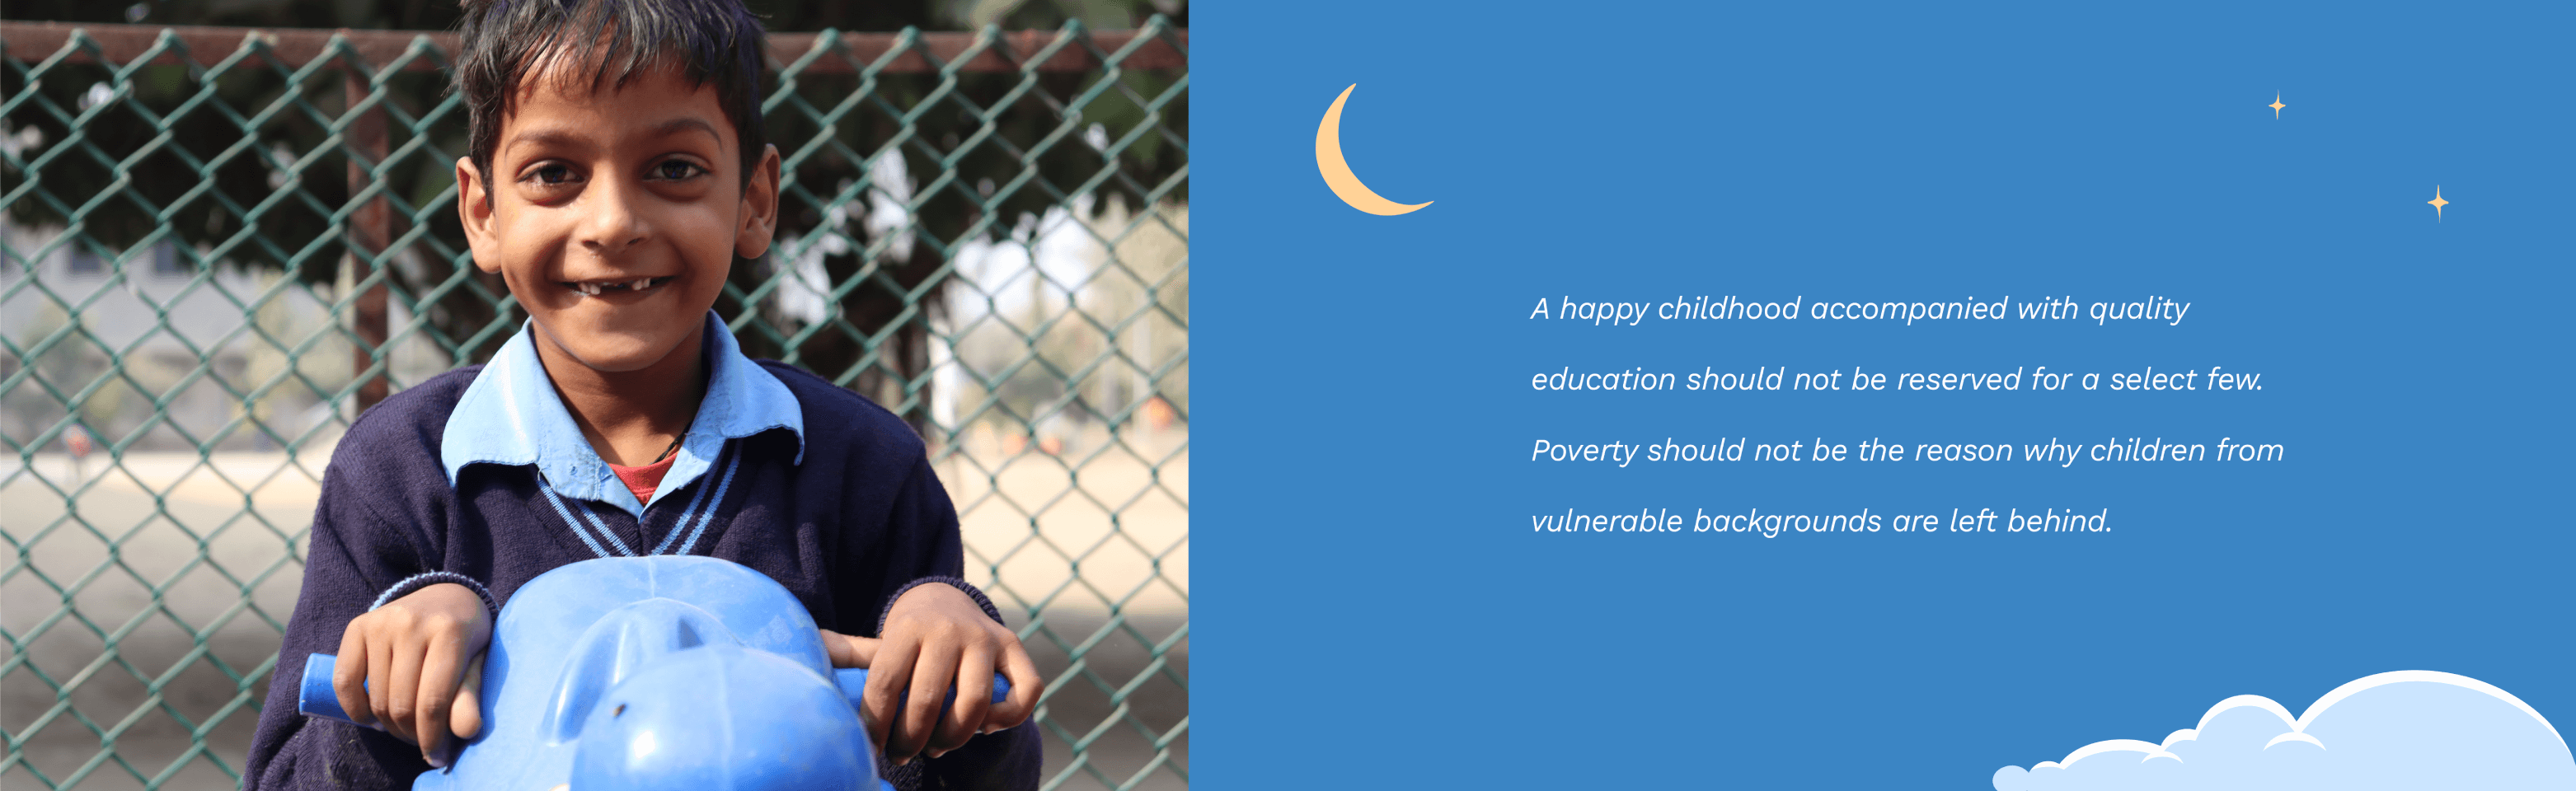 A happy childhood accompanied with quality
education should not be reserved for a select few.
Poverty should not be the reason why children from
vulnerable backgrounds are left behind.